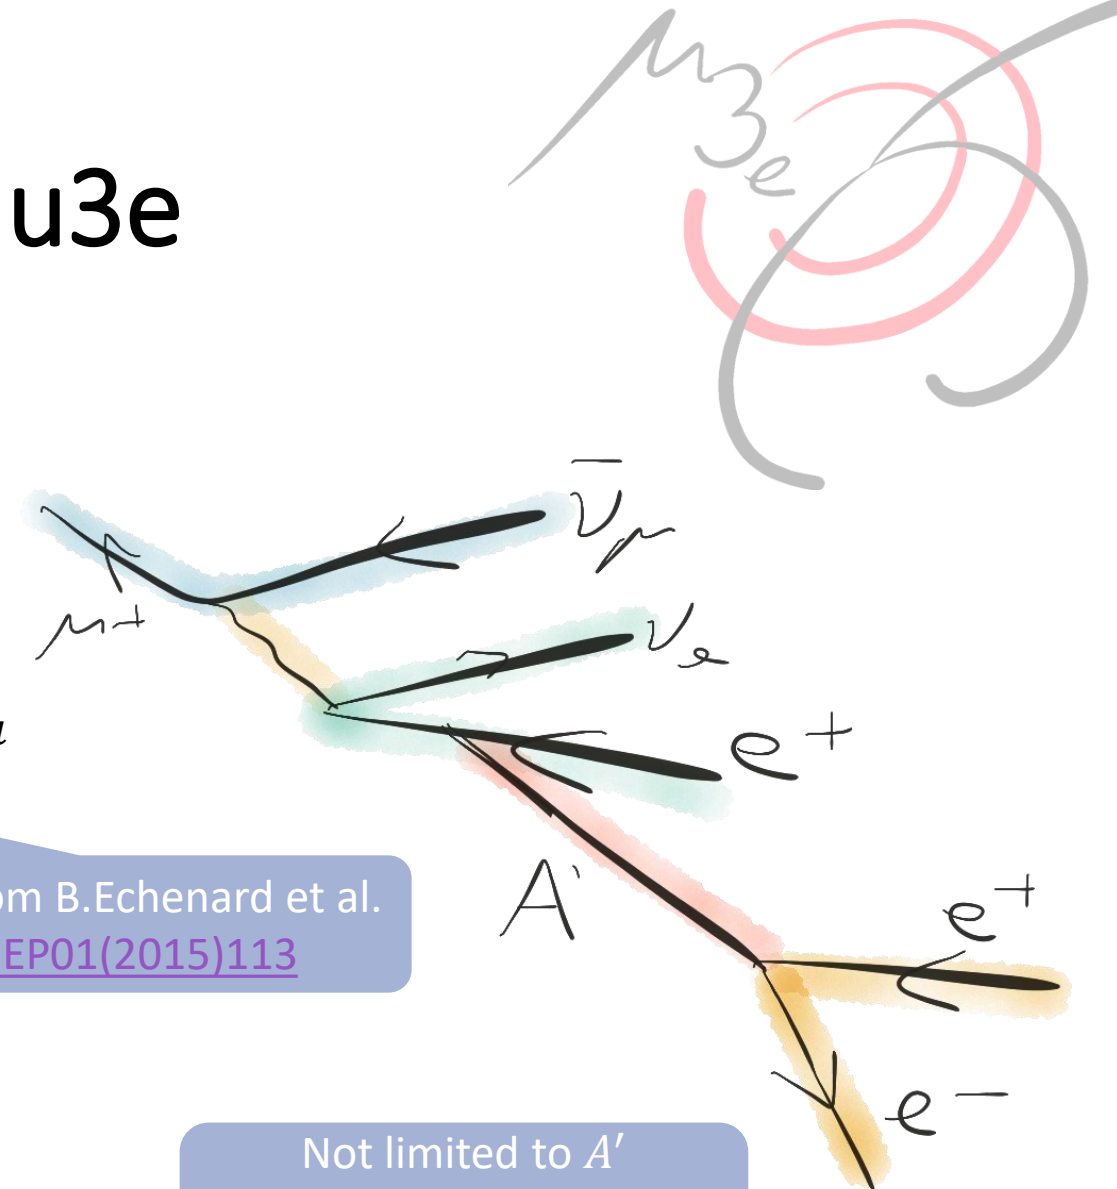 μ3e
u3e
ν̄μ
μ+
νe
e+
om B.Echenard et al.
EP01(2015)113
A'
e+
e−
Not limited to A′